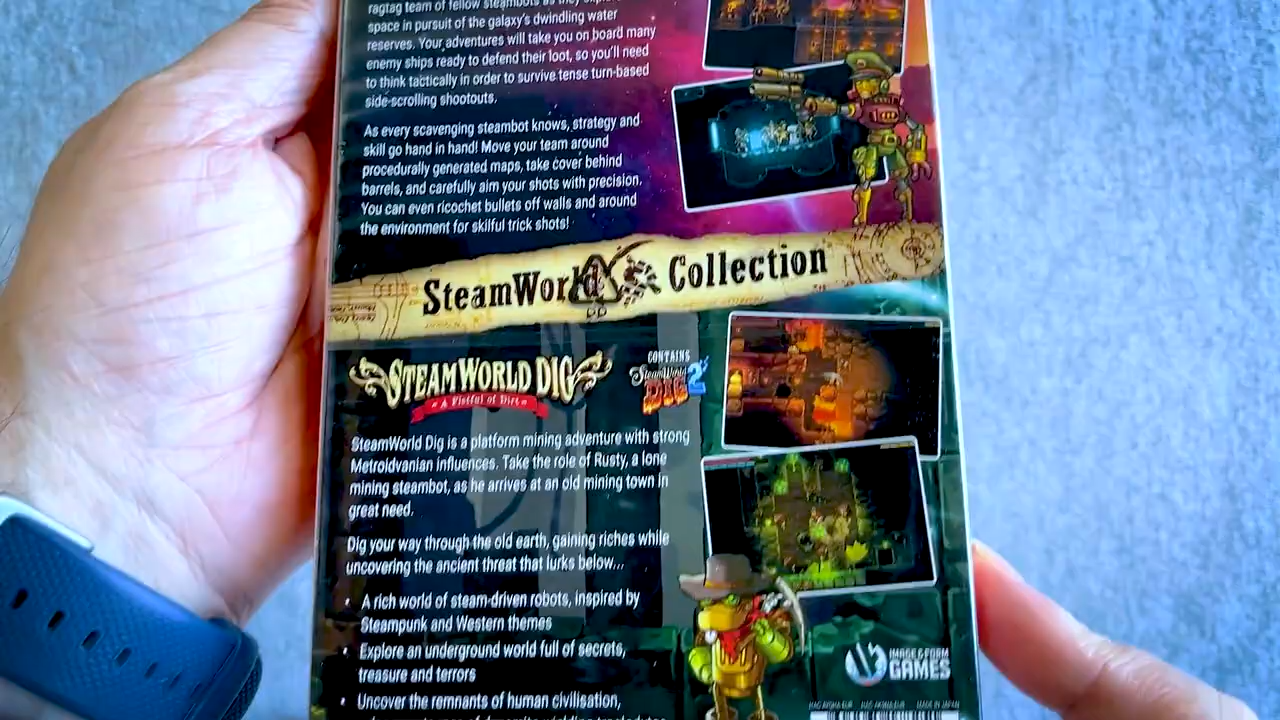 ragtag team of fellow steambots as they
space in pursuit of the galaxy's dwindling water
reserves. Your adventures will take you on board many
enemy ships ready to defend their loot, so you'll need
to think tactically in order to survive tense turn-based
side-scrolling shootouts.
As every scavenging steambot knows, strategy and
skill go hand in hand! Move your team around
procedurally generated maps, take cover behind
barrels, and carefully aim your shots with precision.
You can even ricochet bullets off walls and around
the environment for skilful trick shots!
SteamWorld Collection
STEAMWORLD DIG
A Fistful of Dirt
CONTAINS
SteamWorld
DIG 2
SteamWorld Dig is a platform mining adventure with strong
Metroidvanian influences. Take the role of Rusty, a lone
mining steambot, as he arrives at an old mining town in
great need.
Dig your way through the old earth, gaining riches while
uncovering the ancient threat that lurks below...
• A rich world of steam-driven robots, inspired by
Steampunk and Western themes
• Explore an underground world full of secrets,
treasure and terrors
• Uncover the remnants of human civilisation,
IMAGE & FORM
GAMES
MADE IN JAPAN